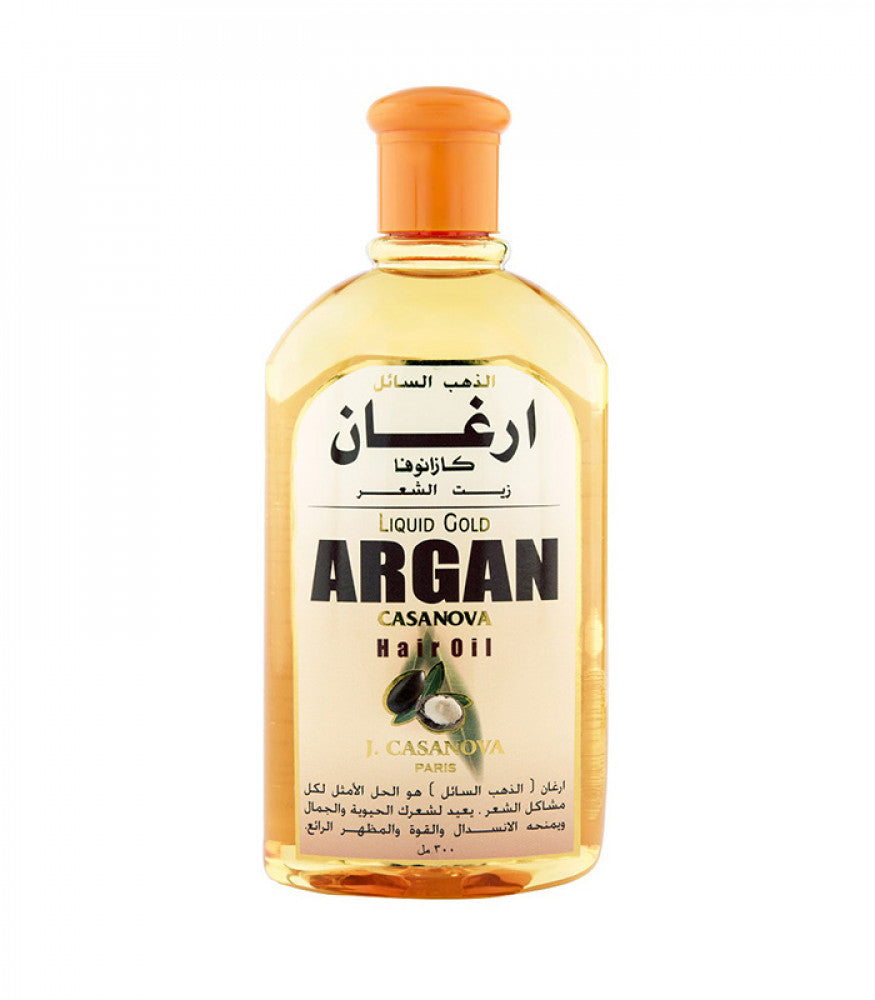 الذهب السائل
ارغان
كازانوفا
زيت الشعر
LIQUID GOLD
ARGAN
CASANOVA
Hair Oil
J. CASANOVA
PARIS
ارغان ( الذهب السائل ) هو الحل الأمثل لكل
مشاكل الشعر . يعيد لشعرك الحيوية والجمال
ويمنحه الانسدال والقوة والمظهر الرائع.
٣٠٠ مل